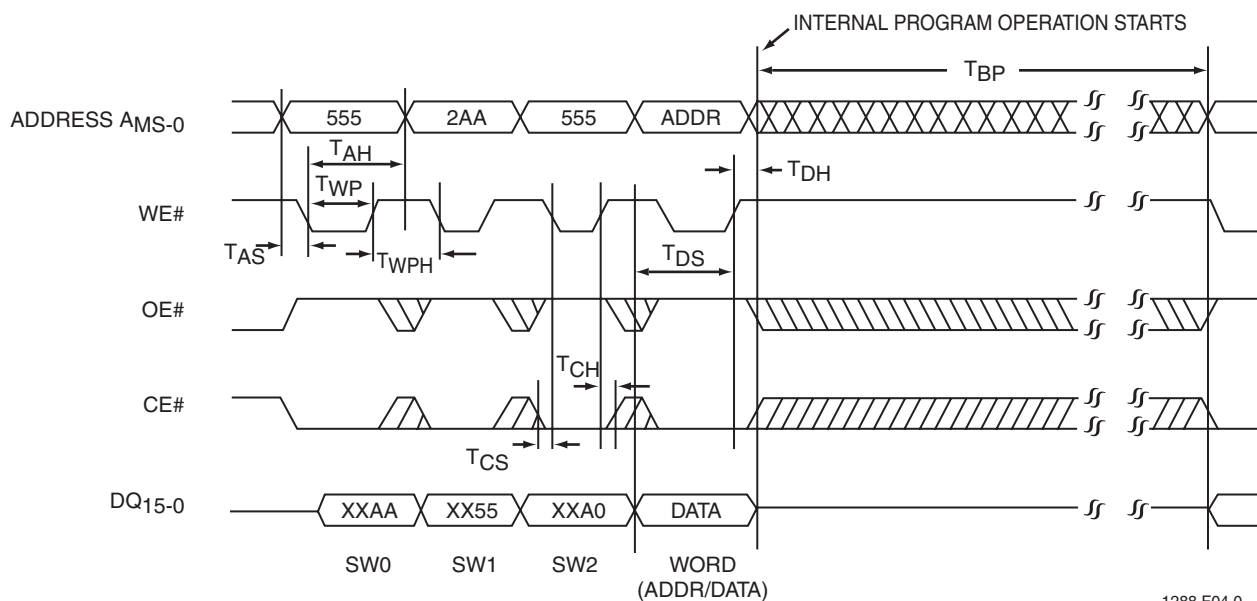 INTERNAL PROGRAM OPERATION STARTS
TBP
ADDRESS AMS-0
555
2AA
555
ADDR
TAH
TDH
TWP
WE#
TAS
TWPH
TDS
OE#
TCH
CE#
TCS
DQ15-0
XXAA
XX55
XXA0
DATA
SW0
SW1
SW2
WORD
(ADDR/DATA)